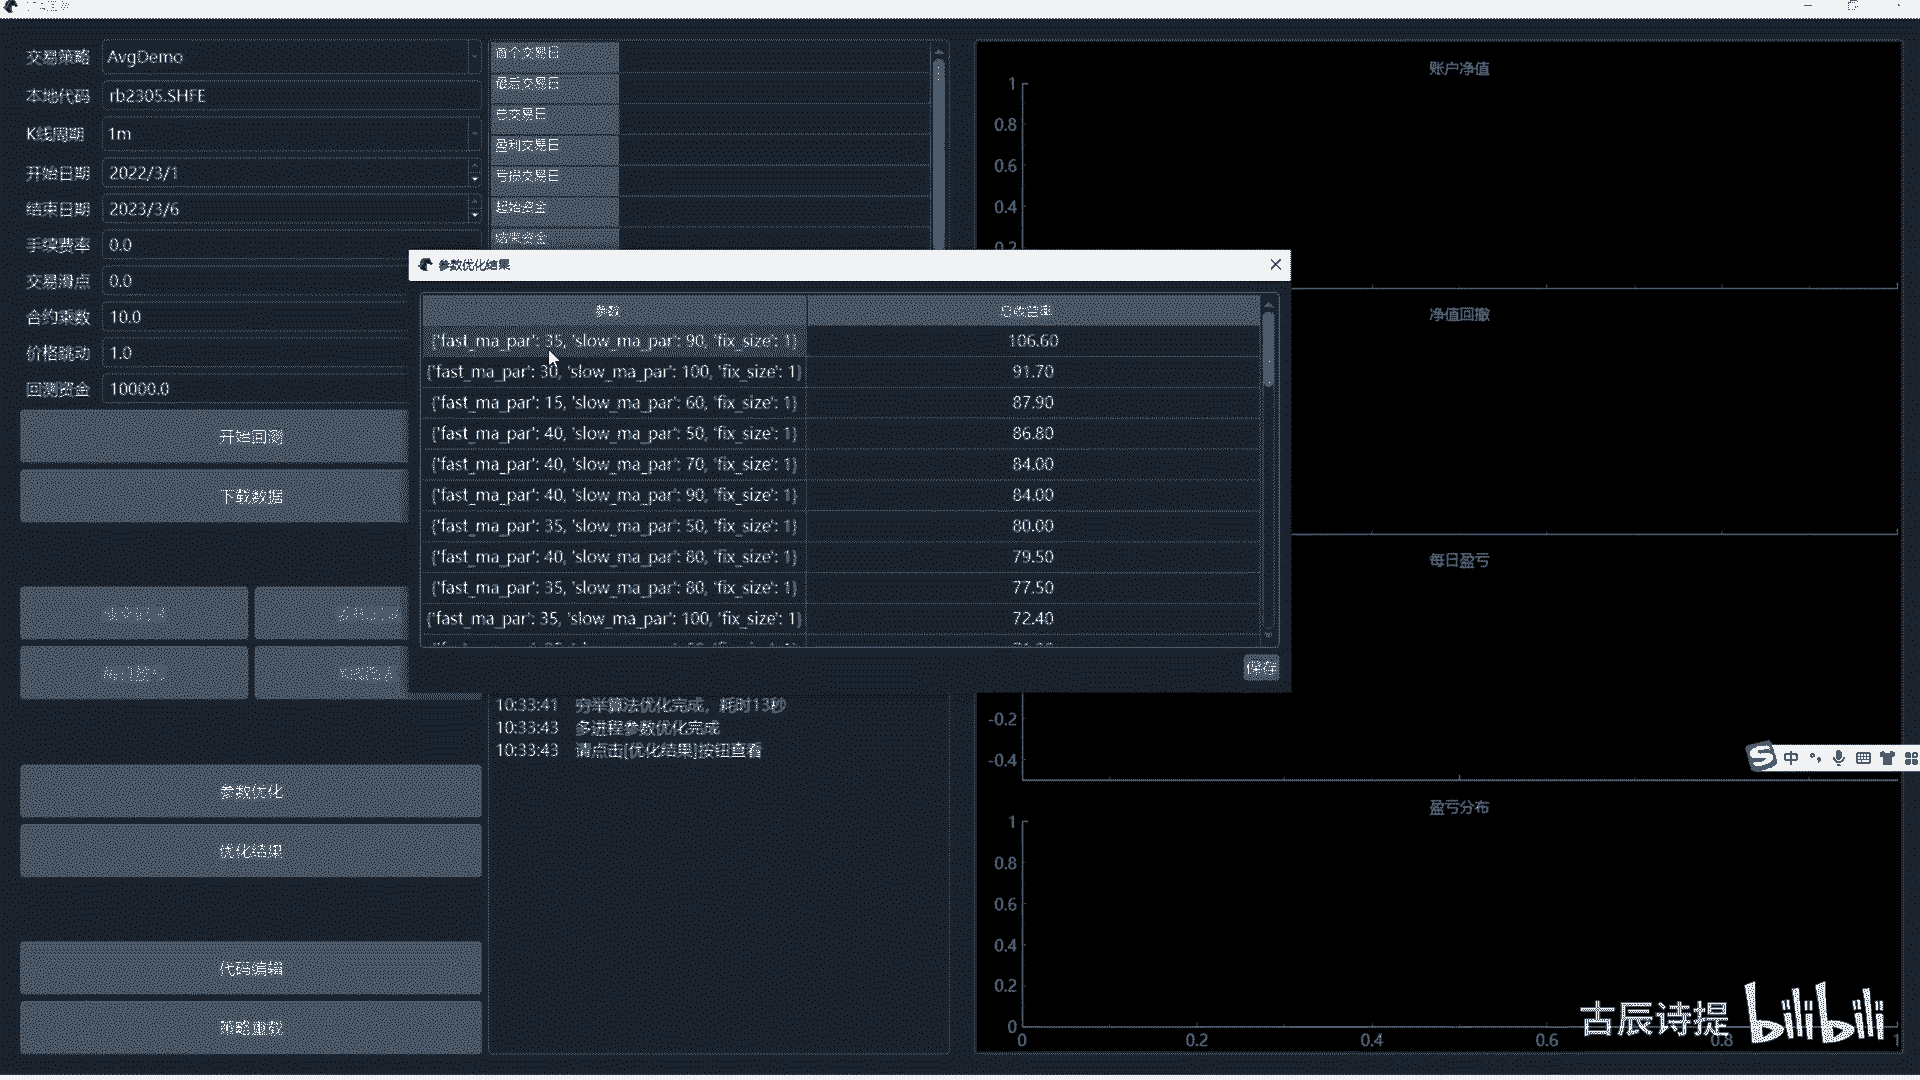 交易策略 AvgDemo
本地代码 rb2305.SHFE
K线周期 1m
开始日期 2022/3/1
结束日期 2023/3/6
手续费率 0.0
交易滑点 0.0
合约乘数 10.0
价格跳动 1.0
回测资金 10000.0
开始回测
下载数据
参数优化
优化结果
代码编辑
策略重载
首个交易日
最后交易日
总交易日
盈利交易日
亏损交易日
起始资金
结束资金
参数优化结果
参数 总收益率
{'fast_ma_par': 35, 'slow_ma_par': 90, 'fix_size': 1} 106.60
{'fast_ma_par': 30, 'slow_ma_par': 100, 'fix_size': 1} 91.70
{'fast_ma_par': 15, 'slow_ma_par': 60, 'fix_size': 1} 87.90
{'fast_ma_par': 40, 'slow_ma_par': 50, 'fix_size': 1} 86.80
{'fast_ma_par': 40, 'slow_ma_par': 70, 'fix_size': 1} 84.00
{'fast_ma_par': 40, 'slow_ma_par': 90, 'fix_size': 1} 84.00
{'fast_ma_par': 35, 'slow_ma_par': 50, 'fix_size': 1} 80.00
{'fast_ma_par': 40, 'slow_ma_par': 80, 'fix_size': 1} 79.50
{'fast_ma_par': 35, 'slow_ma_par': 80, 'fix_size': 1} 77.50
{'fast_ma_par': 35, 'slow_ma_par': 100, 'fix_size': 1} 72.40
保存
10:33:41 穷举算法优化完成，耗时13秒
10:33:43 多进程参数优化完成
10:33:43 请点击[优化结果]按钮查看
账户净值
1
0.8
0.6
0.4
0.2
净值回撤
每日盈亏
-0.2
-0.4
中
盈亏分布
1
0.8
0.6
0.4
0.2
0
0 0.2 0.4 0.6 0.8 1
古辰诗提 bilibili